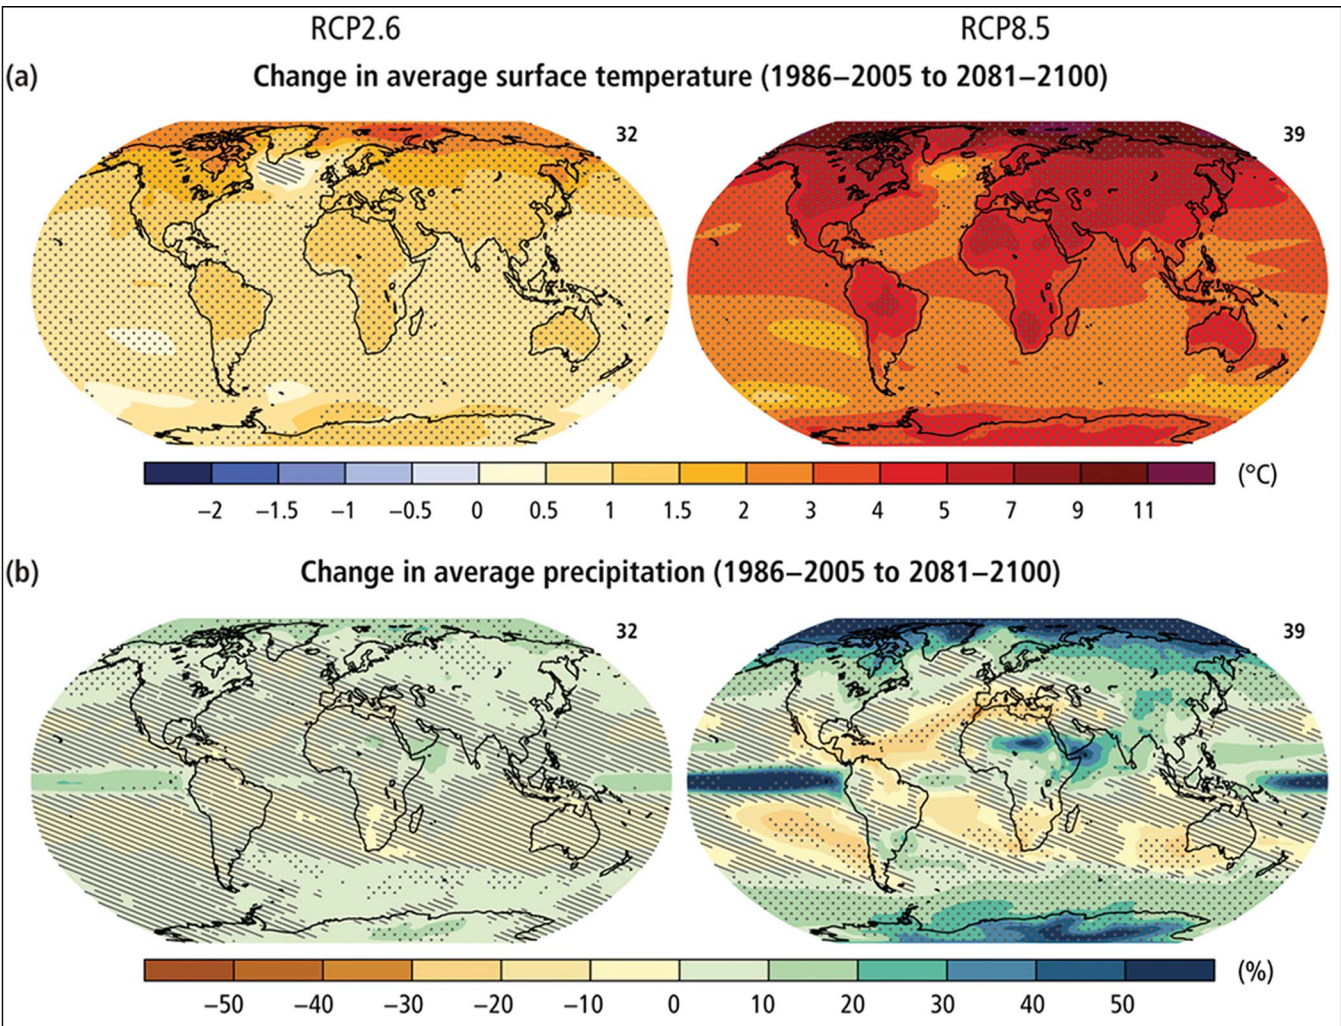 RCP2.6 RCP8.5
(a) Change in average surface temperature (1986–2005 to 2081–2100)
32 39
(°C)
−2 −1.5 −1 −0.5 0 0.5 1 1.5 2 3 4 5 7 9 11
(b) Change in average precipitation (1986–2005 to 2081–2100)
32 39
(%)
−50 −40 −30 −20 −10 0 10 20 30 40 50